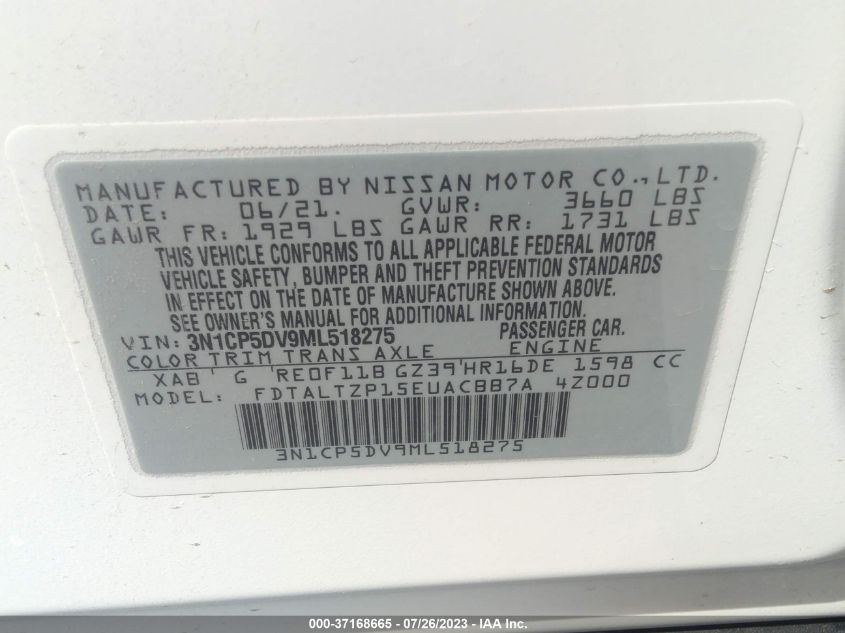 MANUFACTURED BY NISSAN MOTOR CO., LTD.
DATE: 06/21. GVWR: 3660 LBS
GAWR FR: 1929 LBS GAWR RR: 1731 LBS
THIS VEHICLE CONFORMS TO ALL APPLICABLE FEDERAL MOTOR
VEHICLE SAFETY, BUMPER AND THEFT PREVENTION STANDARDS
IN EFFECT ON THE DATE OF MANUFACTURE SHOWN ABOVE.
SEE OWNER'S MANUAL FOR ADDITIONAL INFORMATION.
VIN: 3N1CP5DV9ML518275 PASSENGER CAR.
COLOR TRIM TRANS AXLE ENGINE
XAB G RE0F11B GZ39 HR16DE 1598 CC
MODEL: FDTALTZP15EUACBB7A 4Z000
3N1CP5DV9ML518275
000-37168665 - 07/26/2023 - IAA Inc.